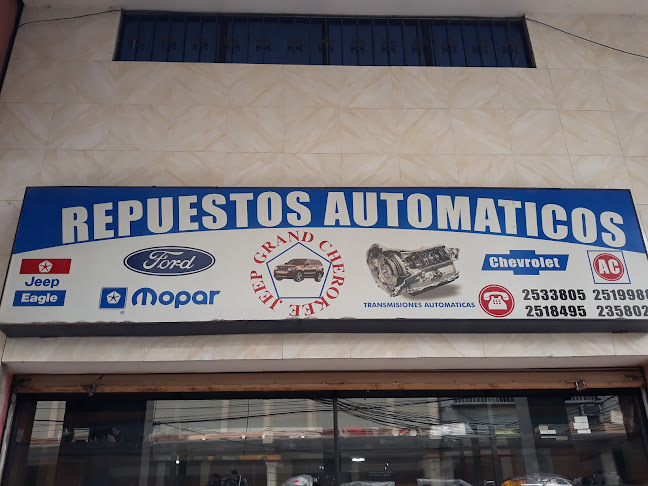 REPUESTOS AUTOMATICOS
Jeep
Eagle
Ford
Mopar
JEEP GRAND CHEROKEE
TRANSMISIONES AUTOMATICAS
Chevrolet
AC
2533805
2518495